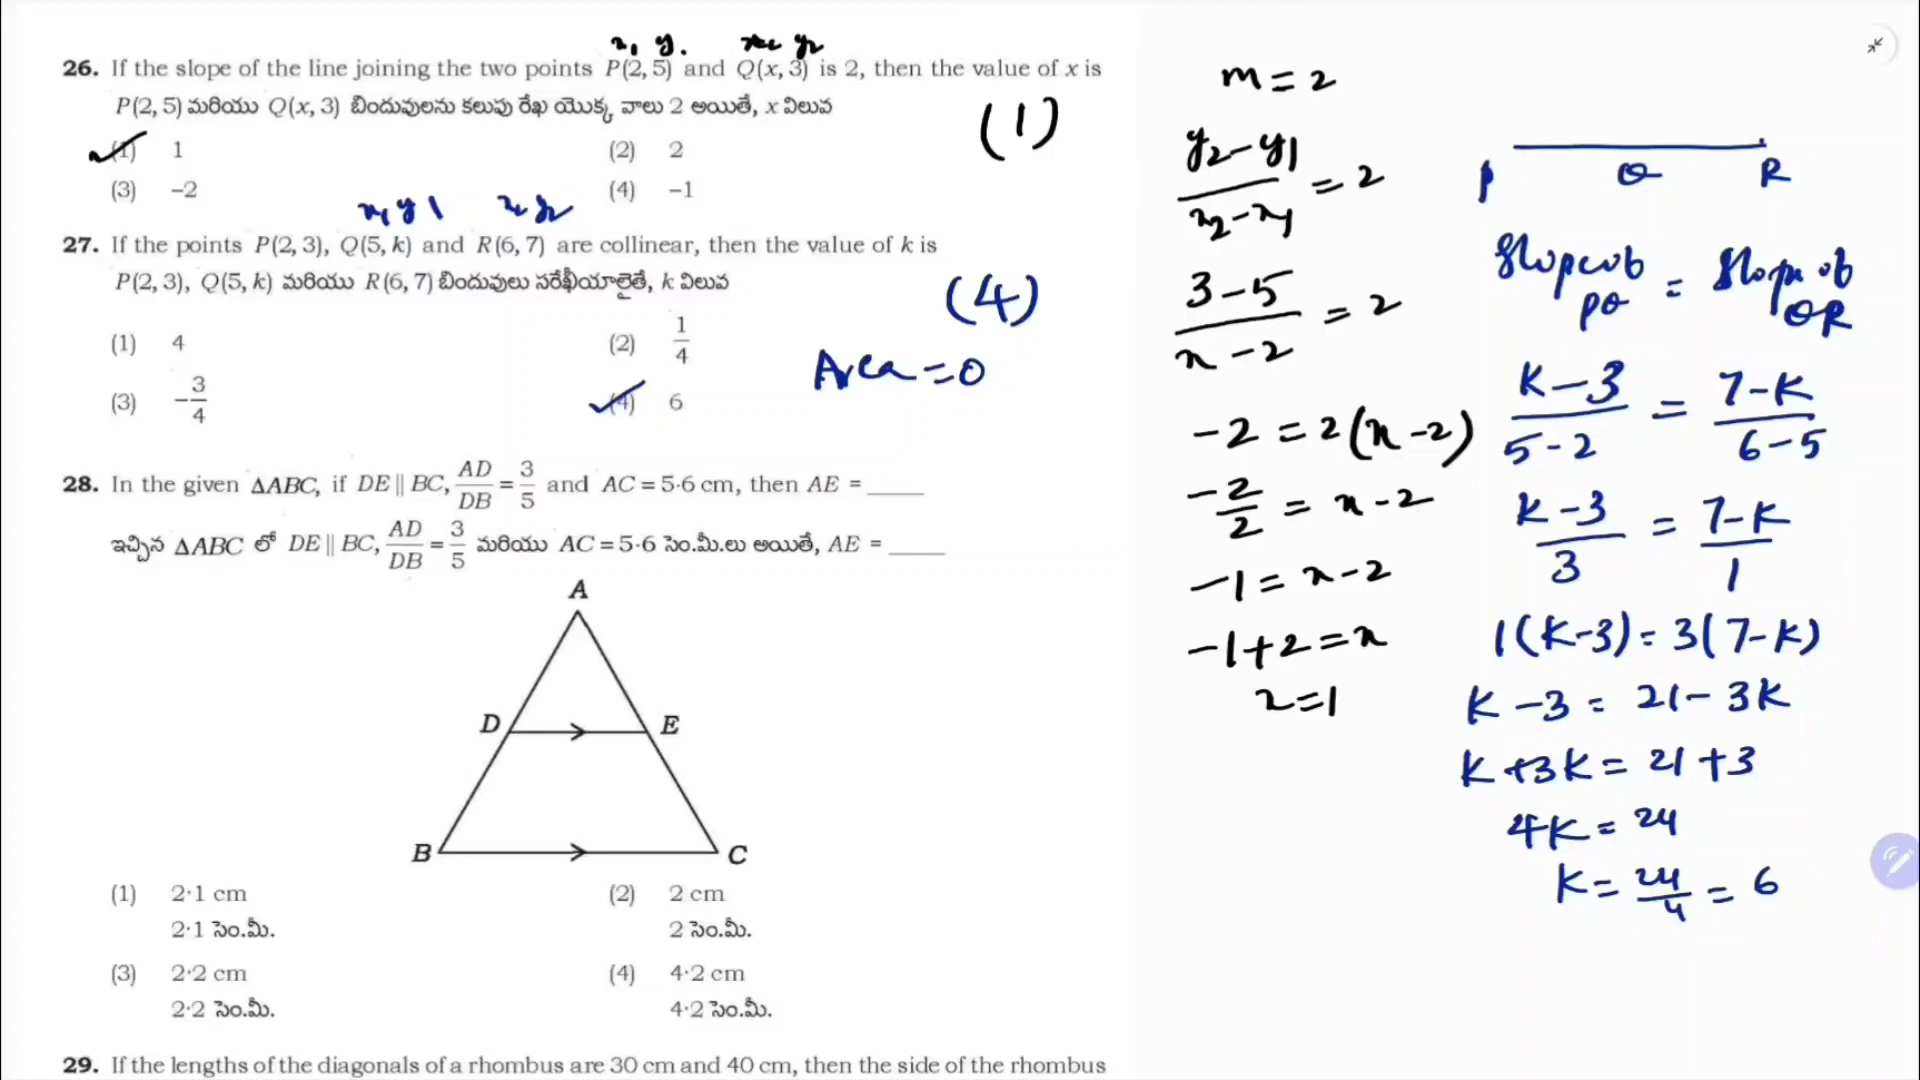 x₁ y₁ x₂ y₂
26. If the slope of the line joining the two points P(2, 5) and Q(x, 3) is 2, then the value of x is
P(2, 5) మరియు Q(x, 3) బిందువులను కలుపు రేఖ యొక్క వాలు 2 అయితే, x విలువ
(1)
(1) 1 (2) 2
(3) −2 (4) −1
x₁ y₁ x₂ y₂
27. If the points P(2, 3), Q(5, k) and R(6, 7) are collinear, then the value of k is
P(2, 3), Q(5, k) మరియు R(6, 7) బిందువులు సరేఖీయాలైతే, k విలువ
(4)
(1) 4 (2) 1/4
Area = 0
(3) −3/4 (4) 6
28. In the given ΔABC, if DE || BC, AD/DB = 3/5 and AC = 5·6 cm, then AE = _____
ఇచ్చిన ΔABC లో DE || BC, AD/DB = 3/5 మరియు AC = 5·6 సెం.మీ.లు అయితే, AE = _____
A
D E
B C
(1) 2·1 cm (2) 2 cm
2·1 సెం.మీ. 2 సెం.మీ.
(3) 2·2 cm (4) 4·2 cm
2·2 సెం.మీ. 4·2 సెం.మీ.
29. If the lengths of the diagonals of a rhombus are 30 cm and 40 cm, then the side of the rhombus
m = 2
y₂ − y₁ / x₂ − x₁ = 2
3 − 5 / x − 2 = 2
−2 = 2(x − 2)
−2/2 = x − 2
−1 = x − 2
−1 + 2 = x
x = 1
P Q R
Slope of PQ = Slope of QR
K − 3 / 5 − 2 = 7 − K / 6 − 5
K − 3 / 3 = 7 − K / 1
1(K − 3) = 3(7 − K)
K − 3 = 21 − 3K
K + 3K = 21 + 3
4K = 24
K = 24/4 = 6